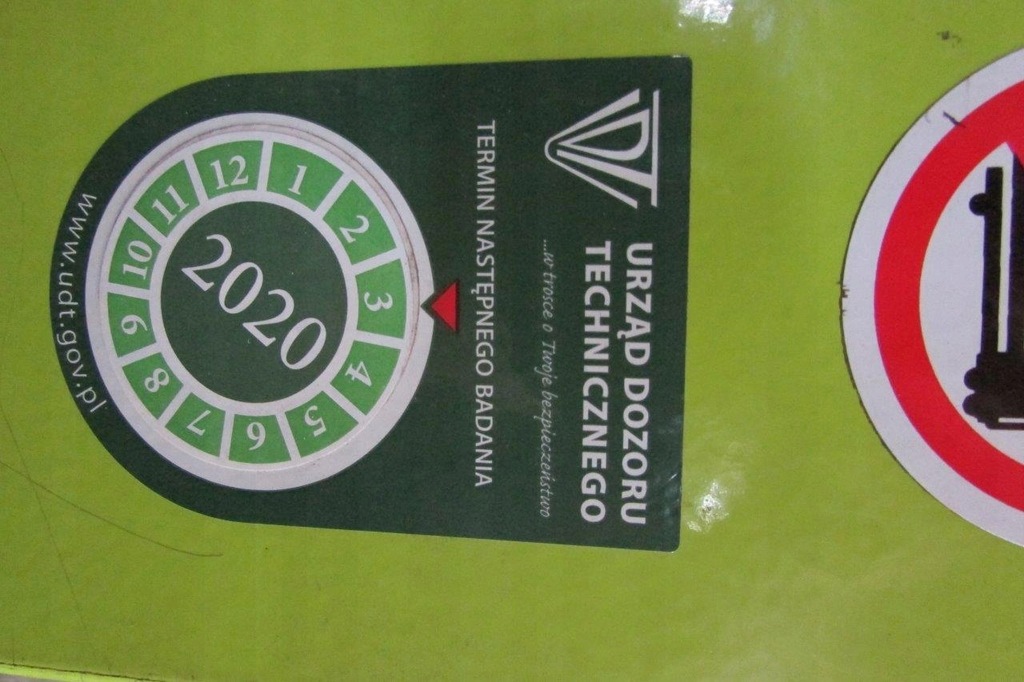 UDT
URZĄD DOZORU
TECHNICZNEGO
...w trosce o Twoje bezpieczeństwo
TERMIN NASTĘPNEGO BADANIA
1
2
3
4
5
6
7
8
9
10
11
12
2020
www.udt.gov.pl